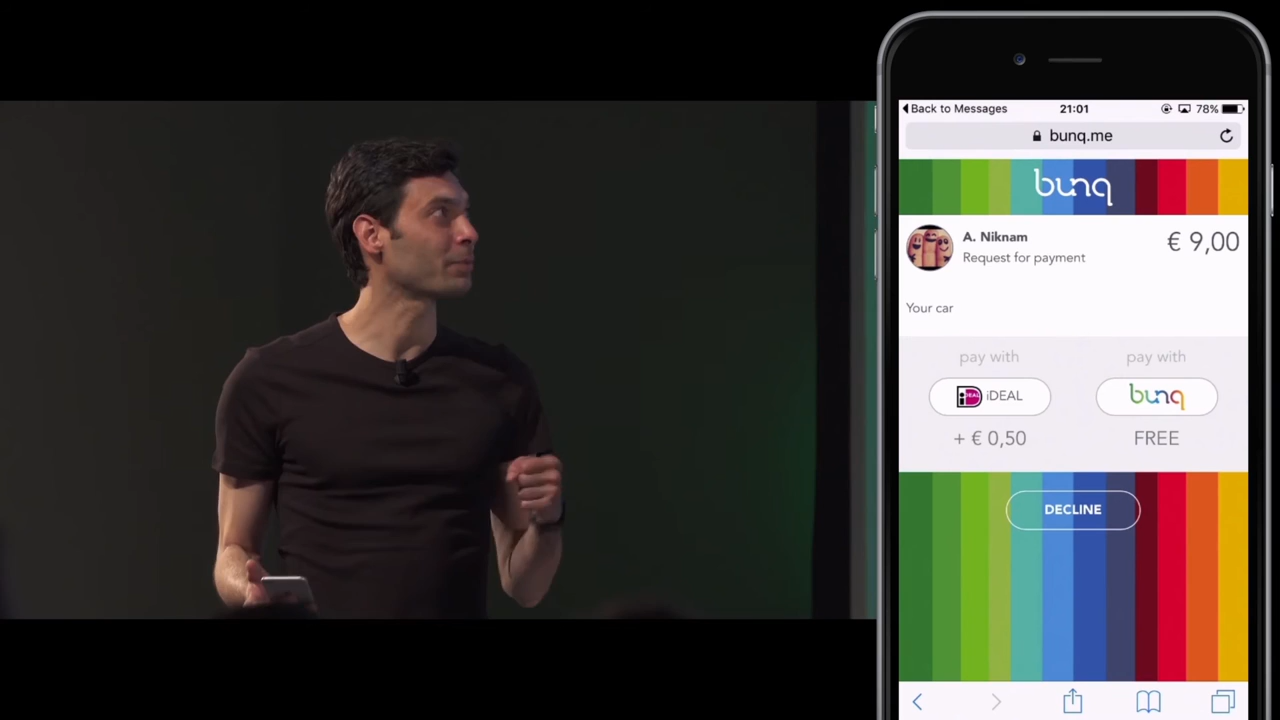 Back to Messages 21:01 78%
bunq.me
bunq
A. Niknam
€ 9,00
Request for payment
Your car
pay with pay with
iDEAL iDEAL bunq
+ € 0,50 FREE
DECLINE